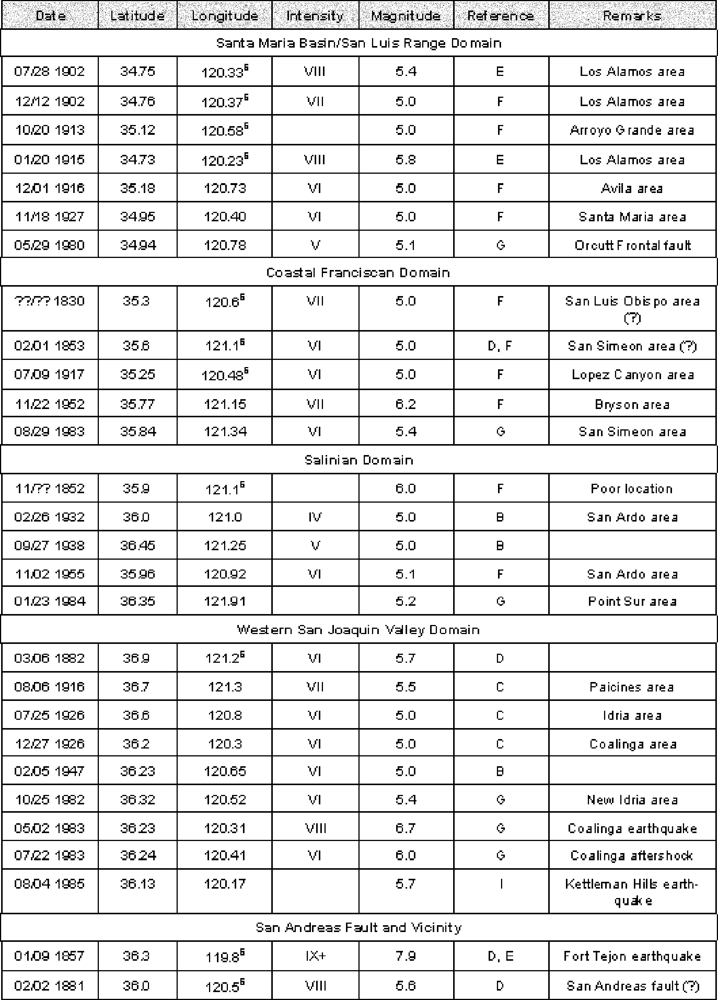 Date Latitude Longitude Intensity Magnitude Reference Remarks
Santa Maria Basin/San Luis Range Domain
07/28 1902 34.75 120.33⁶ VIII 5.4 E Los Alamos area
12/12 1902 34.76 120.37⁶ VII 5.0 F Los Alamos area
10/20 1913 35.12 120.58⁶ 5.0 F Arroyo Grande area
01/20 1915 34.73 120.23⁶ VIII 5.8 E Los Alamos area
12/01 1916 35.18 120.73 VI 5.0 F Avila area
11/18 1927 34.95 120.40 VI 5.0 F Santa Maria area
05/29 1980 34.94 120.78 V 5.1 G Orcutt Frontal fault
Coastal Franciscan Domain
??/?? 1830 35.3 120.6⁶ VII 5.0 F San Luis Obispo area
(?)
02/01 1853 35.6 121.1⁶ VI 5.0 D, F San Simeon area (?)
07/09 1917 35.25 120.48⁶ VI 5.0 F Lopez Canyon area
11/22 1952 35.77 121.15 VII 6.2 F Bryson area
08/29 1983 35.84 121.34 VI 5.4 G San Simeon area
Salinian Domain
11/?? 1852 35.9 121.1⁶ 6.0 F Poor location
02/26 1932 36.0 121.0 IV 5.0 B San Ardo area
09/27 1938 36.45 121.25 V 5.0 B
11/02 1955 35.96 120.92 VI 5.1 F San Ardo area
01/23 1984 36.35 121.91 5.2 G Point Sur area
Western San Joaquin Valley Domain
03/06 1882 36.9 121.2⁶ VI 5.7 D
08/06 1916 36.7 121.3 VII 5.5 C Paicines area
07/25 1926 36.6 120.8 VI 5.0 C Idria area
12/27 1926 36.2 120.3 VI 5.0 C Coalinga area
02/05 1947 36.23 120.65 VI 5.0 B
10/25 1982 36.32 120.52 VI 5.4 G New Idria area
05/02 1983 36.23 120.31 VIII 6.7 G Coalinga earthquake
07/22 1983 36.24 120.41 VI 6.0 G Coalinga aftershock
08/04 1985 36.13 120.17 5.7 I Kettleman Hills earth-
quake
San Andreas Fault and Vicinity
01/09 1857 36.3 119.8⁶ IX+ 7.9 D, E Fort Tejon earthquake
02/02 1881 36.0 120.5⁶ VIII 5.6 D San Andreas fault (?)